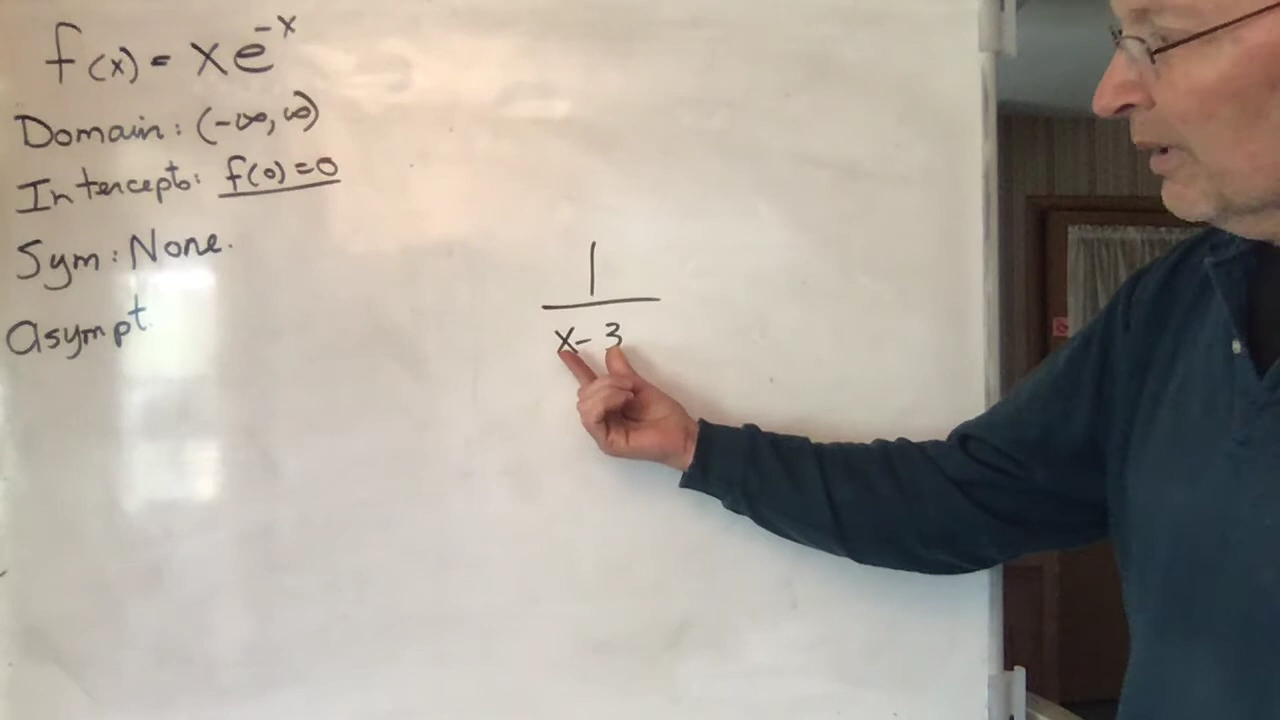 f(x) = xe^{-x}
Domain: (-∞, ∞)
Intercepts: f(0)=0
Sym: None.
Asympt.
1
x-3